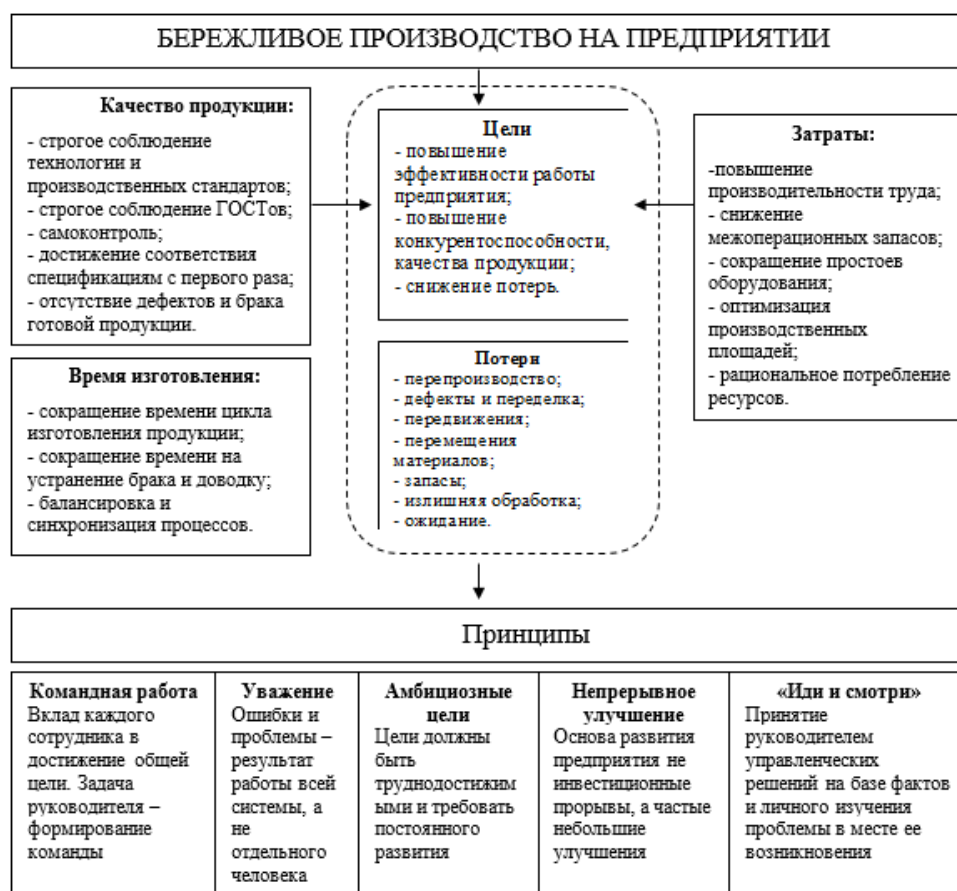 БЕРЕЖЛИВОЕ ПРОИЗВОДСТВО НА ПРЕДПРИЯТИИ
Качество продукции:
- строгое соблюдение
технологии и
производственных стандартов;
- строгое соблюдение ГОСТов;
- самоконтроль;
- достижение соответствия
спецификациям с первого раза;
- отсутствие дефектов и брака
готовой продукции.
Время изготовления:
- сокращение времени цикла
изготовления продукции;
- сокращение времени на
устранение брака и доводку;
- балансировка и
синхронизация процессов.
Цели
- повышение
эффективности работы
предприятия;
- повышение
конкурентоспособности,
качества продукции;
- снижение потерь.
Потери
- перепроизводство;
- дефекты и переделка;
- передвижения;
- перемещения
материалов;
- запасы;
- излишняя обработка;
- ожидание.
Затраты:
-повышение
производительности труда;
- снижение
межоперационных запасов;
- сокращение простоев
оборудования;
- оптимизация
производственных
площадей;
- рациональное потребление
ресурсов.
Принципы
Командная работа
Вклад каждого
сотрудника в
достижение общей
цели. Задача
руководителя –
формирование
команды
Уважение
Ошибки и
проблемы –
результат
работы всей
системы, а
не
отдельного
человека
Амбициозные
цели
Цели должны
быть
труднодостижим
ыми и требовать
постоянного
развития
Непрерывное
улучшение
Основа развития
предприятия не
инвестиционные
прорывы, а частые
небольшие
улучшения
«Иди и смотри»
Принятие
руководителем
управленческих
решений на базе фактов
и личного изучения
проблемы в месте ее
возникновения